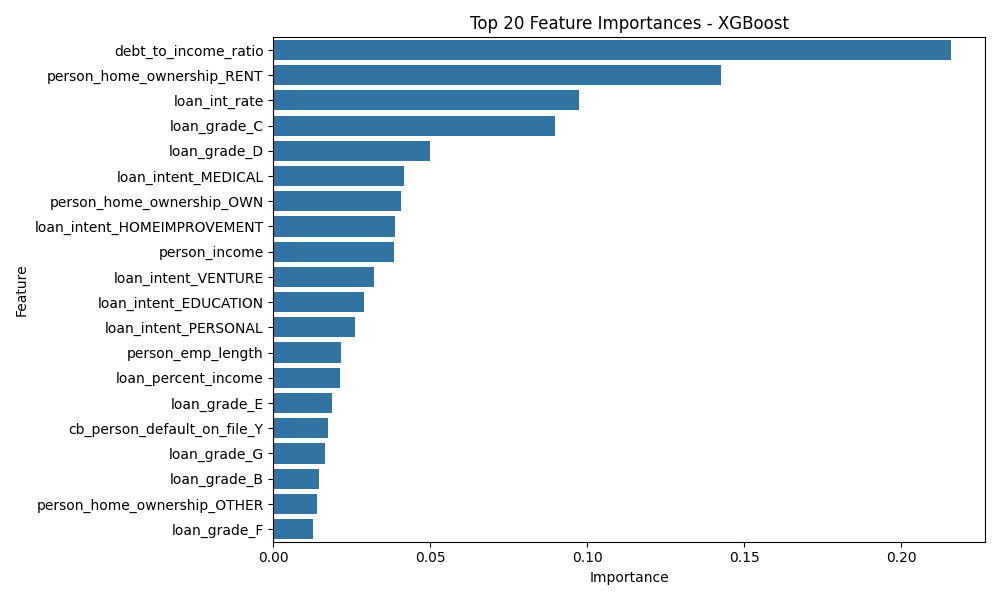 Top 20 Feature Importances - XGBoost
debt_to_income_ratio
person_home_ownership_RENT
loan_int_rate
loan_grade_C
loan_grade_D
loan_intent_MEDICAL
person_home_ownership_OWN
loan_intent_HOMEIMPROVEMENT
person_income
loan_intent_VENTURE
loan_intent_EDUCATION
loan_intent_PERSONAL
person_emp_length
loan_percent_income
loan_grade_E
cb_person_default_on_file_Y
loan_grade_G
loan_grade_B
person_home_ownership_OTHER
loan_grade_F
Feature
0.00 0.05 0.10 0.15 0.20
Importance